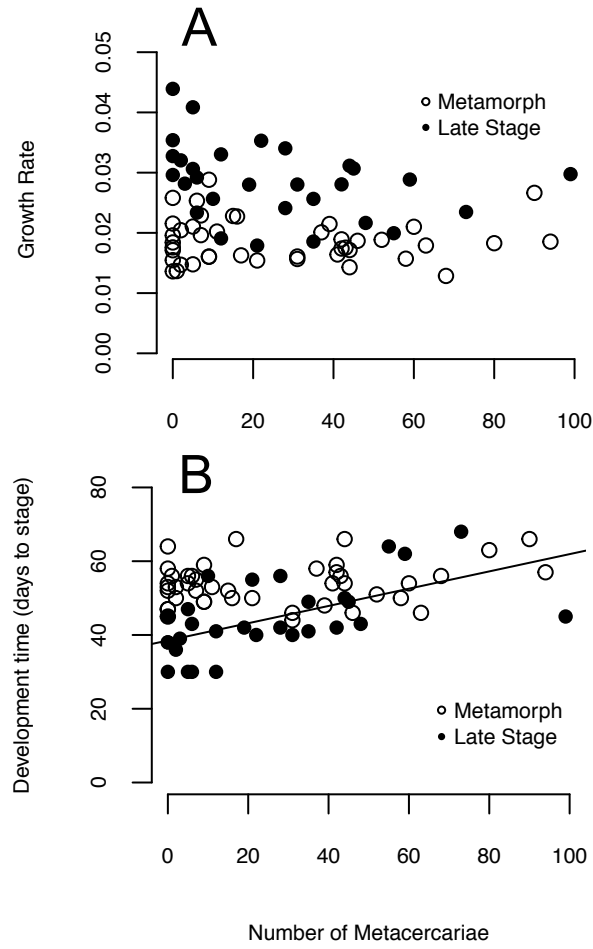 A
Growth Rate
0.05
0.04
0.03
0.02
0.01
0.00
Metamorph
Late Stage
0 20 40 60 80 100
B
Development time (days to stage)
80
60
40
20
0
Metamorph
Late Stage
0 20 40 60 80 100
Number of Metacercariae